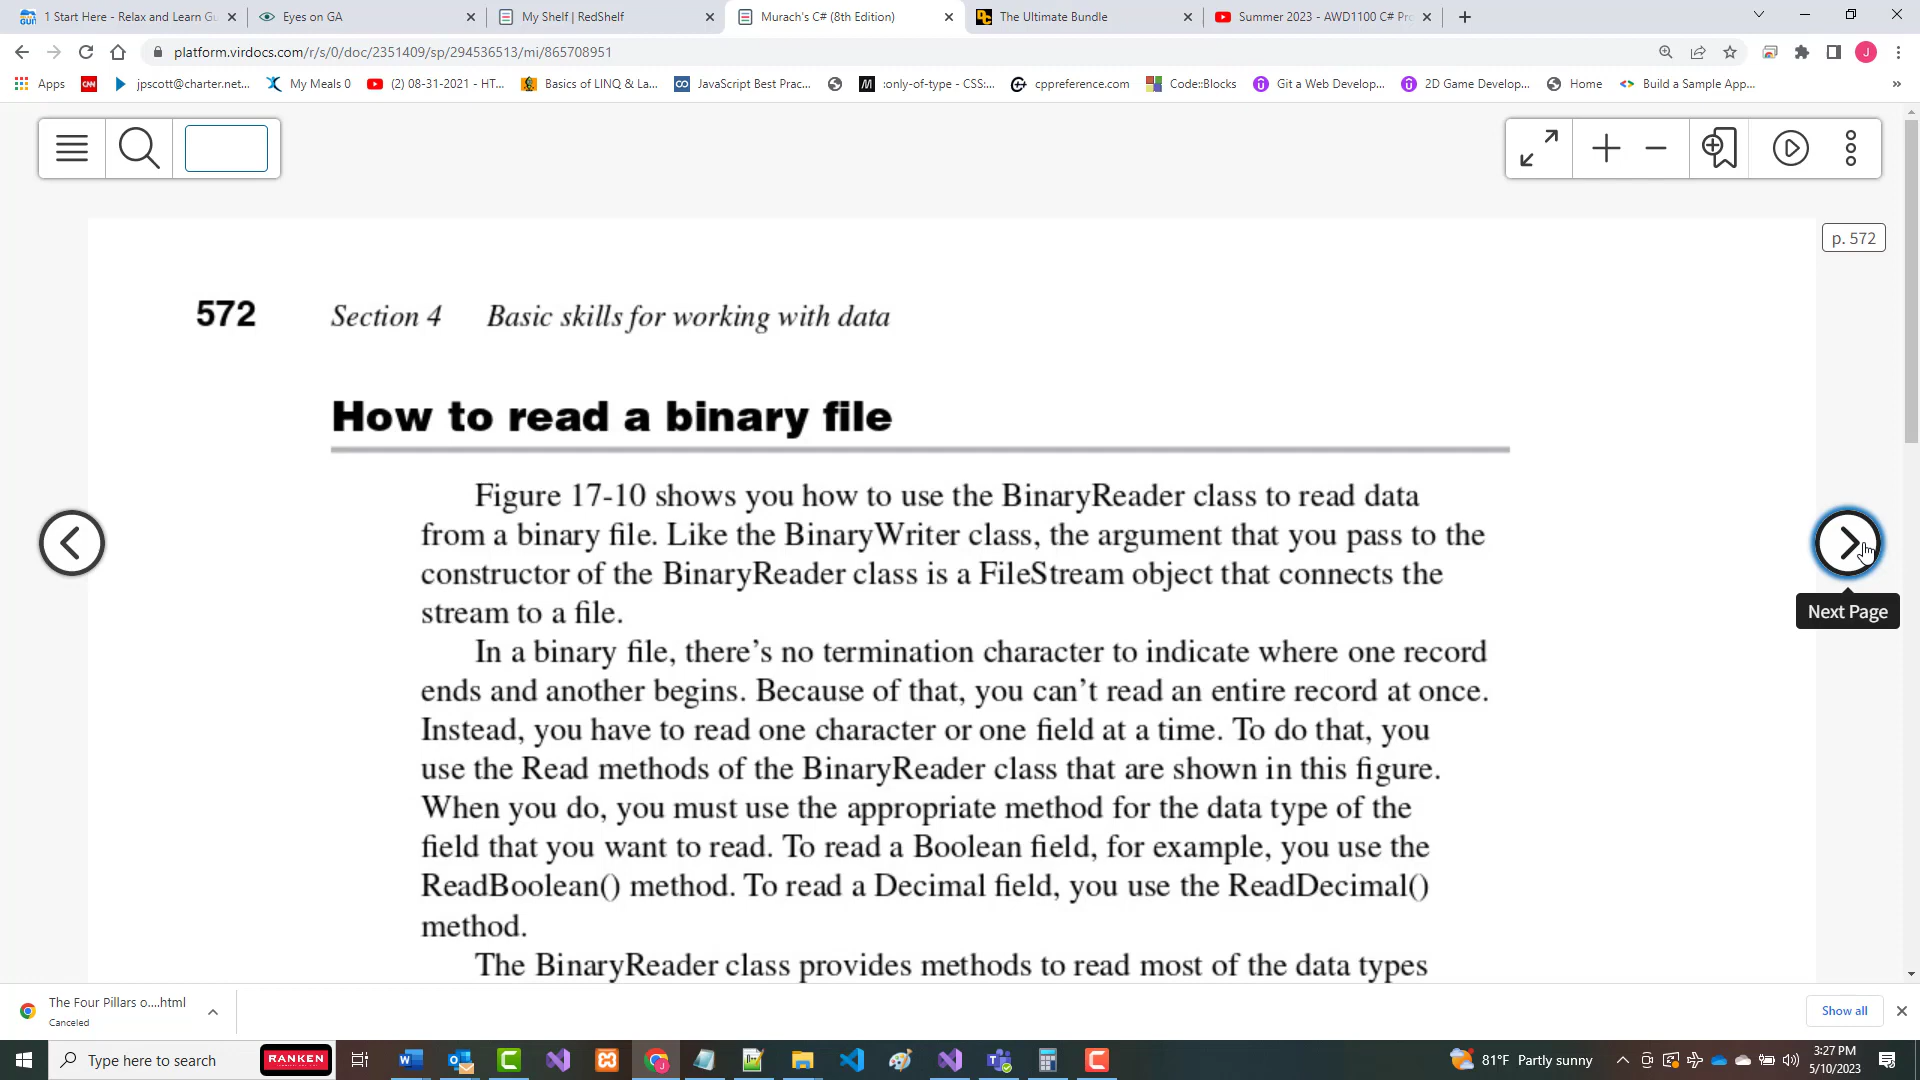 1 Start Here - Relax and Learn Gu
Eyes on GA
My Shelf | RedShelf
Murach's C# (8th Edition)
The Ultimate Bundle
Summer 2023 - AWD1100 C# Pr
platform.virdocs.com/r/s/0/doc/2351409/sp/294536513/mi/865708951
Apps
CNN
jpscott@charter.net...
My Meals 0
(2) 08-31-2021 - HT...
Basics of LINQ & La...
JavaScript Best Prac...
:only-of-type - CSS:...
cppreference.com
Code::Blocks
Git a Web Develop...
2D Game Develop...
Home
Build a Sample App...
p. 572
572 Section 4 Basic skills for working with data
How to read a binary file
Figure 17-10 shows you how to use the BinaryReader class to read data
from a binary file. Like the BinaryWriter class, the argument that you pass to the
constructor of the BinaryReader class is a FileStream object that connects the
stream to a file.
In a binary file, there's no termination character to indicate where one record
ends and another begins. Because of that, you can't read an entire record at once.
Instead, you have to read one character or one field at a time. To do that, you
use the Read methods of the BinaryReader class that are shown in this figure.
When you do, you must use the appropriate method for the data type of the
field that you want to read. To read a Boolean field, for example, you use the
ReadBoolean() method. To read a Decimal field, you use the ReadDecimal()
method.
The BinaryReader class provides methods to read most of the data types
Next Page
The Four Pillars o....html
Canceled
Show all
Type here to search
RANKEN
81°F Partly sunny
3:27 PM
5/10/2023